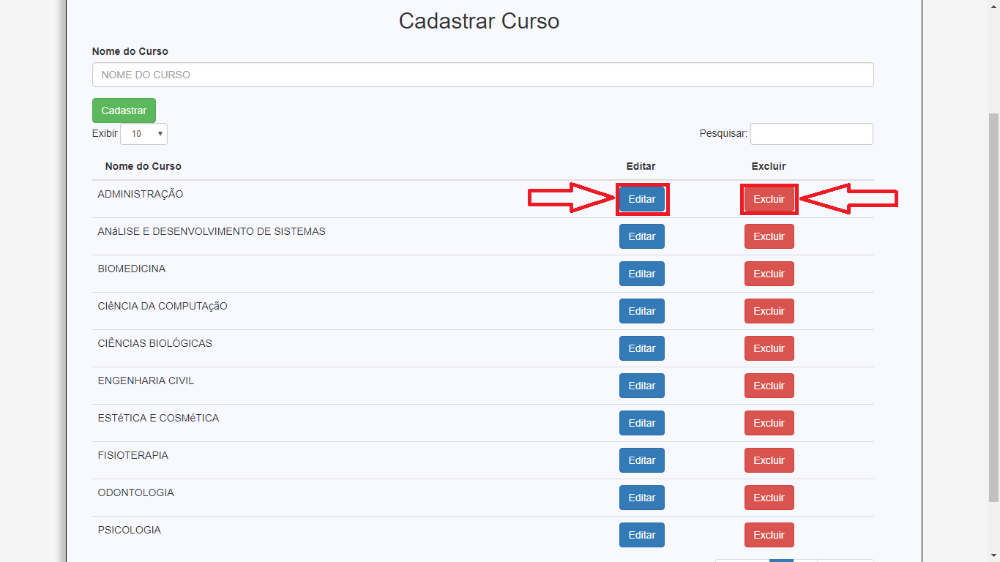 Cadastrar Curso
Nome do Curso
NOME DO CURSO
Cadastrar
Exibir 10 Pesquisar:
Nome do Curso Editar Excluir
ADMINISTRAÇÃO Editar Excluir
ANáLISE E DESENVOLVIMENTO DE SISTEMAS Editar Excluir
BIOMEDICINA Editar Excluir
CIêNCIA DA COMPUTAçãO Editar Excluir
CIÊNCIAS BIOLÓGICAS Editar Excluir
ENGENHARIA CIVIL Editar Excluir
ESTéTICA E COSMéTICA Editar Excluir
FISIOTERAPIA Editar Excluir
ODONTOLOGIA Editar Excluir
PSICOLOGIA Editar Excluir